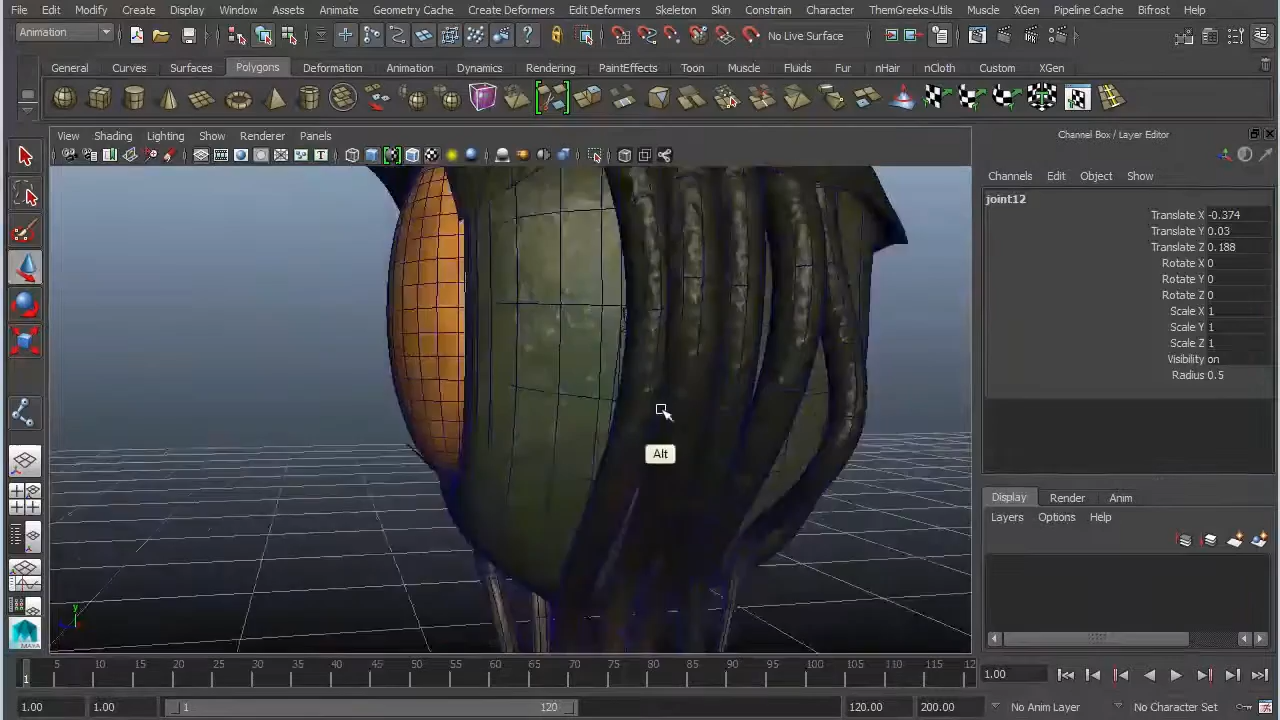 File Edit Modify Create Display Window Assets Animate Geometry Cache Create Deformers Edit Deformers Skeleton Skin Constrain Character ThemGreeks-Utils Muscle XGen Pipeline Cache Bifrost Help
Animation
No Live Surface
General Curves Surfaces Polygons Deformation Animation Dynamics Rendering PaintEffects Toon Muscle Fluids Fur nHair nCloth Custom XGen
View Shading Lighting Show Renderer Panels
Channel Box / Layer Editor
Channels Edit Object Show
joint12
Translate X -0.374
Translate Y 0.03
Translate Z 0.188
Rotate X 0
Rotate Y 0
Rotate Z 0
Scale X 1
Scale Y 1
Scale Z 1
Visibility on
Radius 0.5
Alt
Display Render Anim
Layers Options Help
y
MAYA
5 10 15 20 25 30 35 40 45 50 55 60 65 70 75 80 85 90 95 100 105 110 115 12
1
1.00
1.00 1.00 1 120 120.00 200.00 No Anim Layer No Character Set